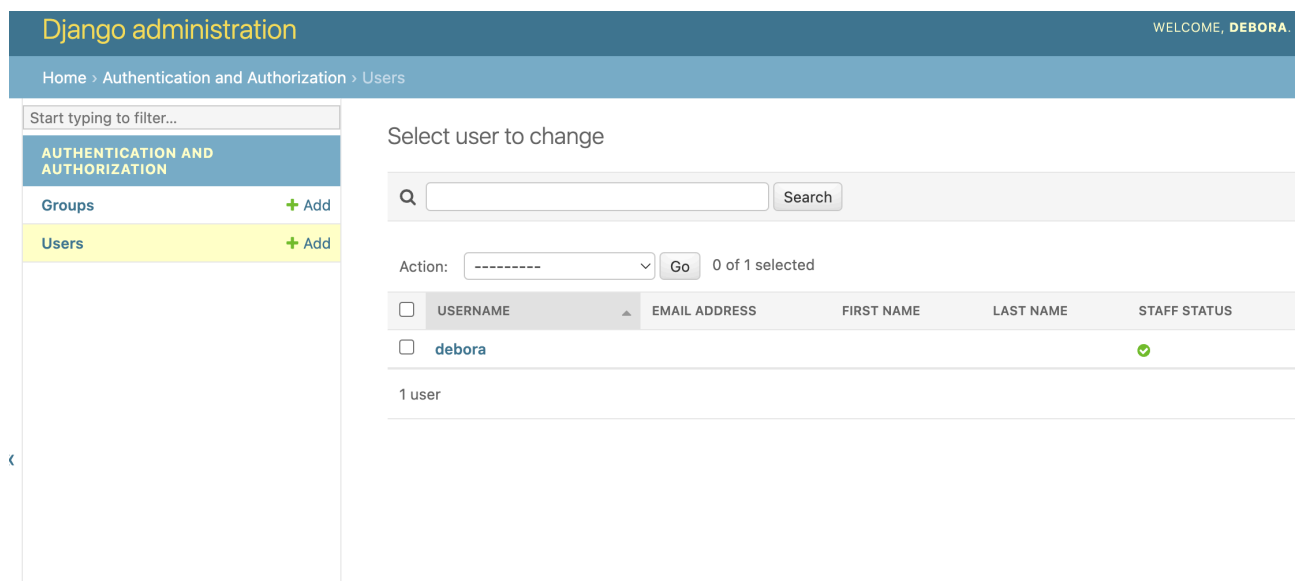 Django administration
WELCOME, DEBORA.
Home › Authentication and Authorization › Users
Start typing to filter...
AUTHENTICATION AND
AUTHORIZATION
Groups + Add
Users + Add
Select user to change
Search
Action: --------- Go 0 of 1 selected
USERNAME EMAIL ADDRESS FIRST NAME LAST NAME STAFF STATUS
debora
1 user